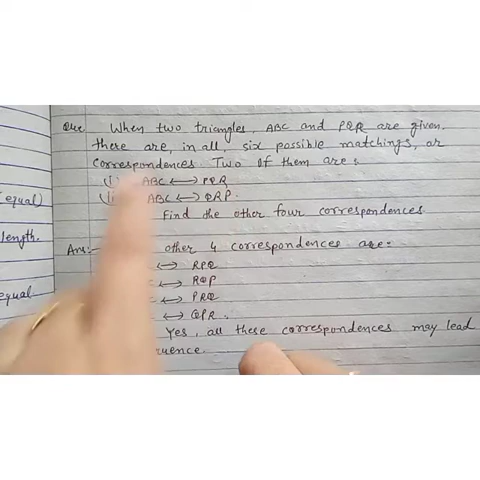 Que When two triangles, ABC and PQR are given.
there are, in all, six possible matchings, or
Correspondences Two of them are:
(i) ABC ⟷ PQR
(equal)
ABC ⟷ QRP.
Find the other four correspondences
length.
Ans:- other 4 correspondences are:
⟷ RPQ
⟷ RQP
⟷ PRQ
equal
⟷ QPR.
Yes, all these correspondences may lead
uence.